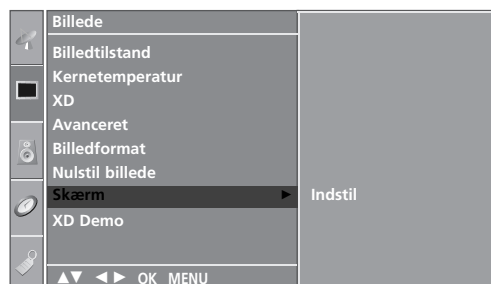 Billede
Billedtilstand
Kernetemperatur
XD
Avanceret
Billedformat
Nulstil billede
Skærm ► Indstil
XD Demo
▲▼ ◄► OK MENU